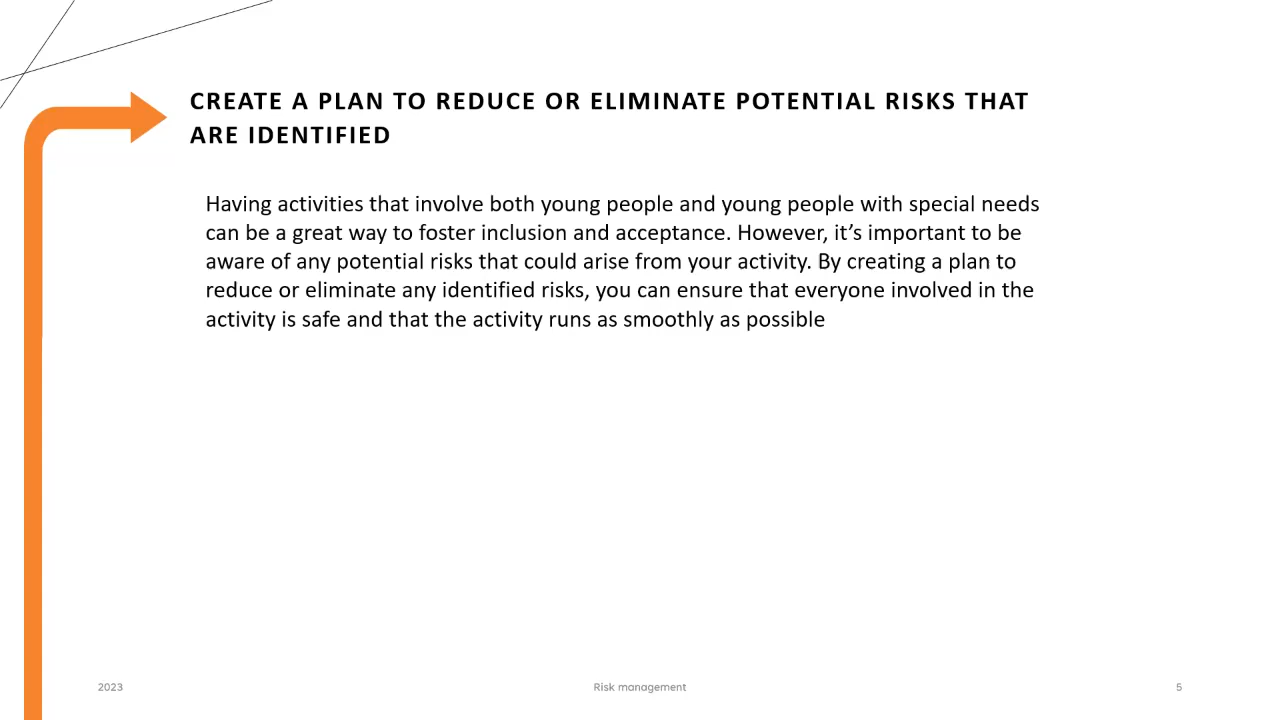 CREATE A PLAN TO REDUCE OR ELIMINATE POTENTIAL RISKS THAT
ARE IDENTIFIED
Having activities that involve both young people and young people with special needs
can be a great way to foster inclusion and acceptance. However, it’s important to be
aware of any potential risks that could arise from your activity. By creating a plan to
reduce or eliminate any identified risks, you can ensure that everyone involved in the
activity is safe and that the activity runs as smoothly as possible
2023
Risk management
5